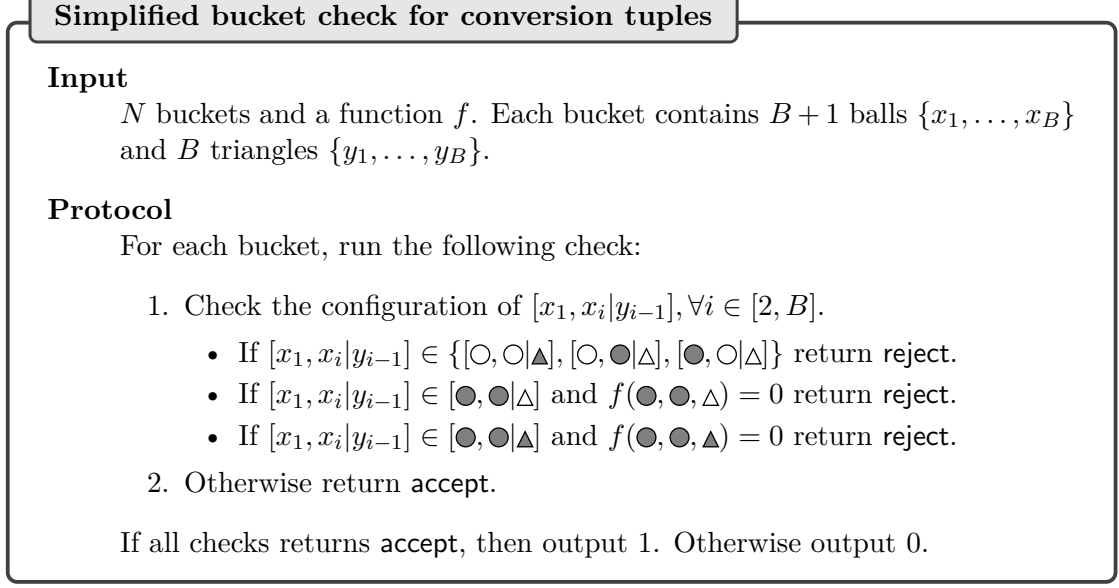 Simplified bucket check for conversion tuples
Input
N buckets and a function f. Each bucket contains B + 1 balls {x₁, . . . , x_B}
and B triangles {y₁, . . . , y_B}.
Protocol
For each bucket, run the following check:
1. Check the configuration of [x₁, xᵢ|yᵢ₋₁], ∀i ∈ [2, B].
• If [x₁, xᵢ|yᵢ₋₁] ∈ {[○, ○|▲], [○, ●|△], [●, ○|△]} return reject.
• If [x₁, xᵢ|yᵢ₋₁] ∈ [●, ●|△] and f(●, ●, △) = 0 return reject.
• If [x₁, xᵢ|yᵢ₋₁] ∈ [●, ●|▲] and f(●, ●, ▲) = 0 return reject.
2. Otherwise return accept.
If all checks returns accept, then output 1. Otherwise output 0.